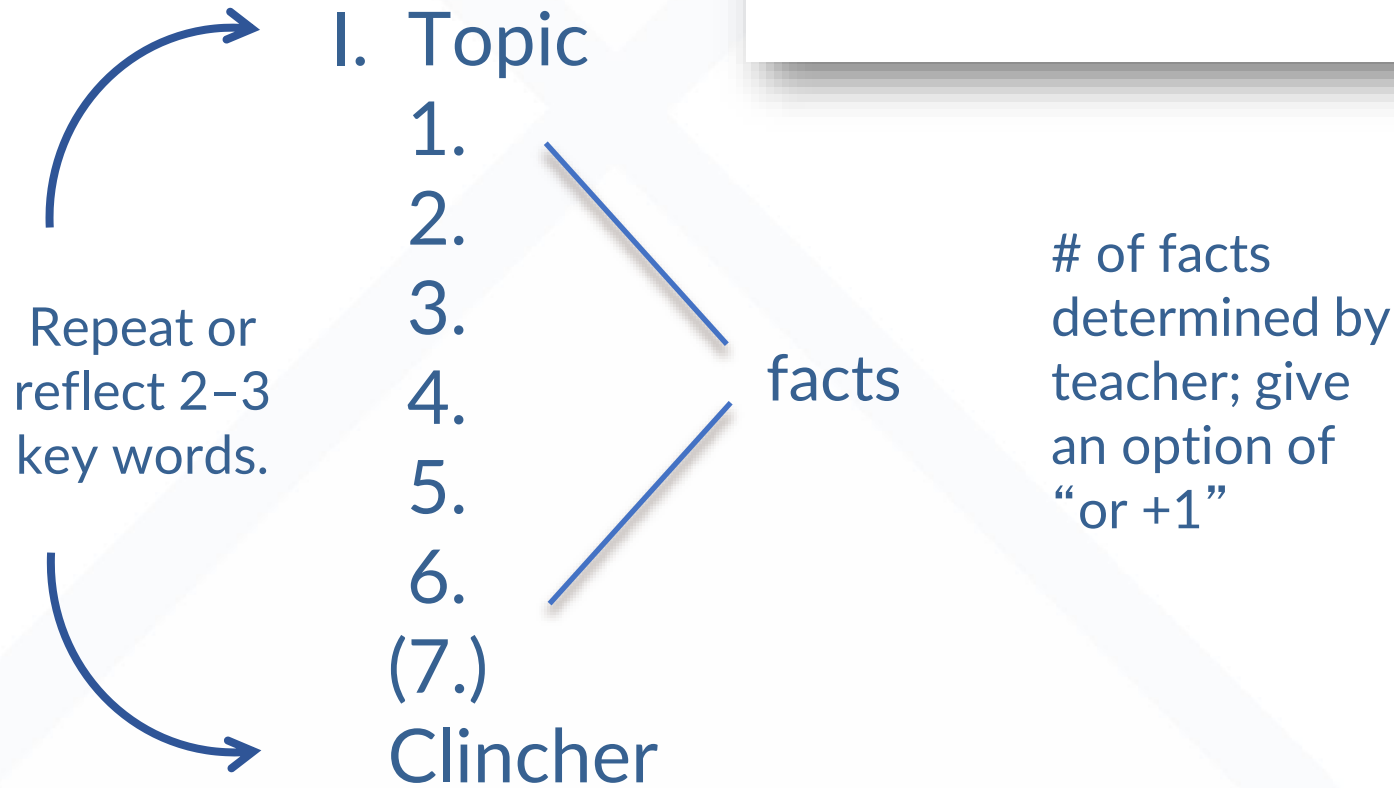 I. Topic
1.
2.
3.
4.
5.
6.
(7.)
Clincher
Repeat or
reflect 2–3
key words.
facts
# of facts
determined by
teacher; give
an option of
“or +1”